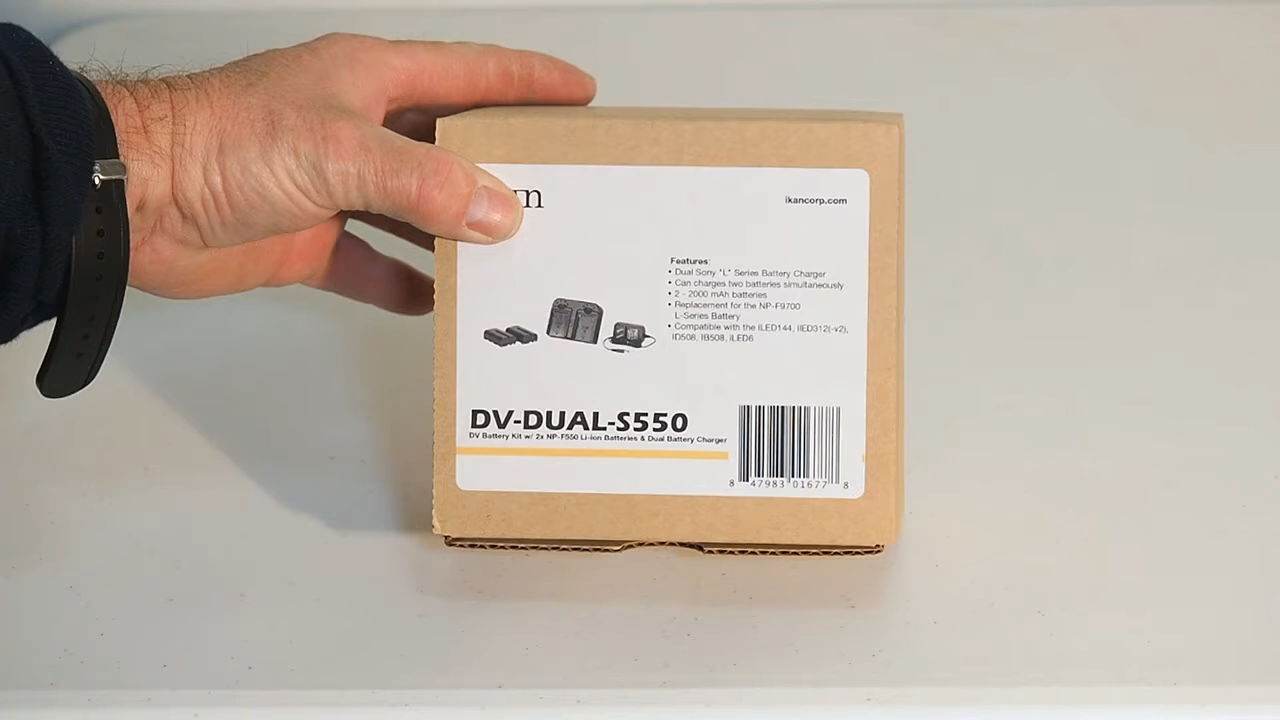 ikancorp.com
Features:
• Dual Sony "L" Series Battery Charger
• Can charges two batteries simultaneously
• 2 - 2000 mAh batteries
• Replacement for the NP-F9700
L-Series Battery
• Compatible with the iLED144, iIED312(-v2),
ID508, IB508, iLED6
DV-DUAL-S550
DV Battery Kit w/ 2x NP-F550 Li-ion Batteries & Dual Battery Charger
8 47983 01677 8